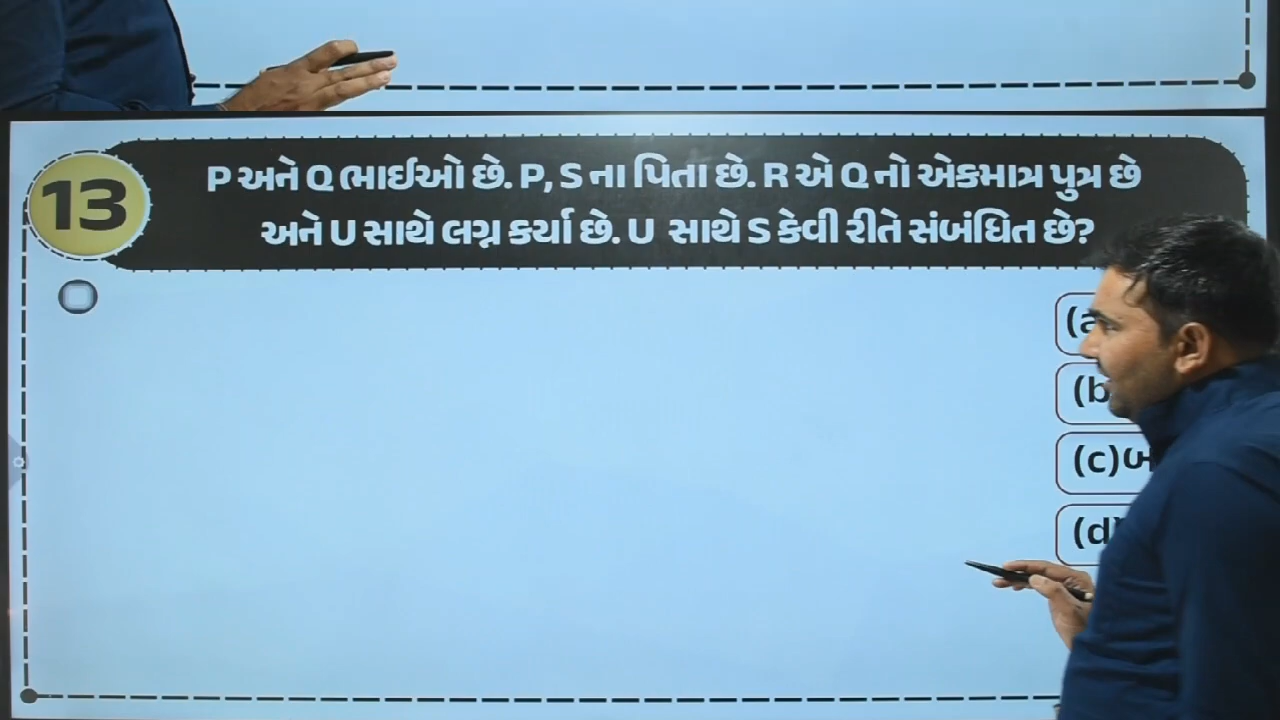 13
P અને Q ભાઈઓ છે. P, S ના પિતા છે. R એ Q નો એકમાત્ર પુત્ર છે
અને U સાથે લગ્ન કર્યા છે. U સાથે S કેવી રીતે સંબંધિત છે?
(a
(b
(c)
(d